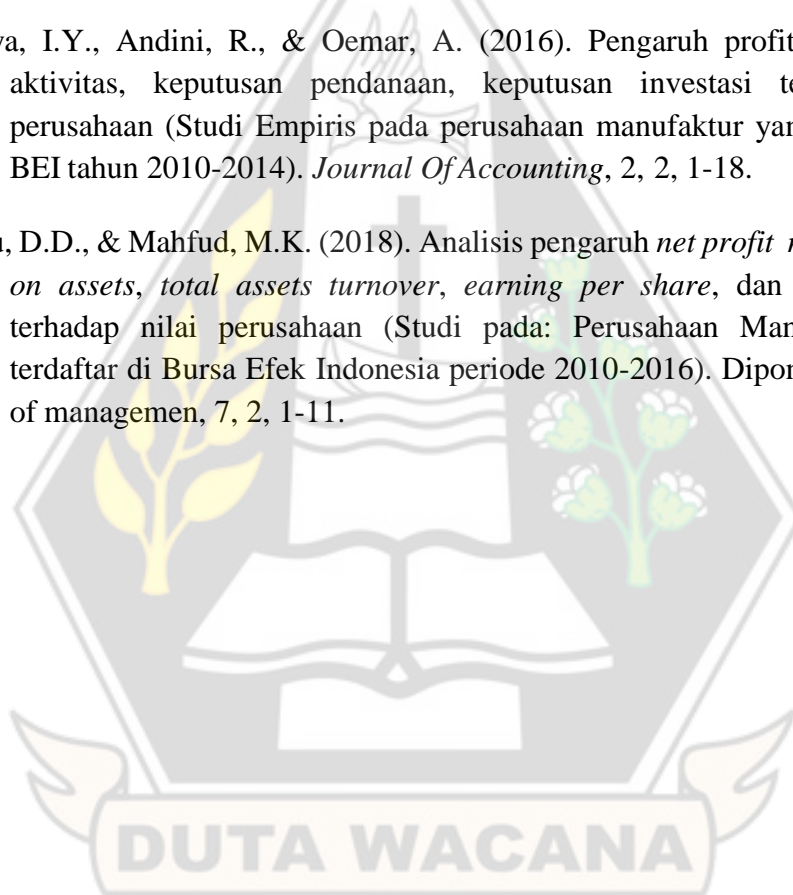 va, I.Y., Andini, R., & Oemar, A. (2016). Pengaruh profit
aktivitas, keputusan pendanaan, keputusan investasi te
perusahaan (Studi Empiris pada perusahaan manufaktur yan
BEI tahun 2010-2014). Journal Of Accounting, 2, 2, 1-18.
u, D.D., & Mahfud, M.K. (2018). Analisis pengaruh net profit
on assets, total assets turnover, earning per share, dan
terhadap nilai perusahaan (Studi pada: Perusahaan Man
terdaftar di Bursa Efek Indonesia periode 2010-2016). Dipon
of managemen, 7, 2, 1-11.
DUTA WACANA